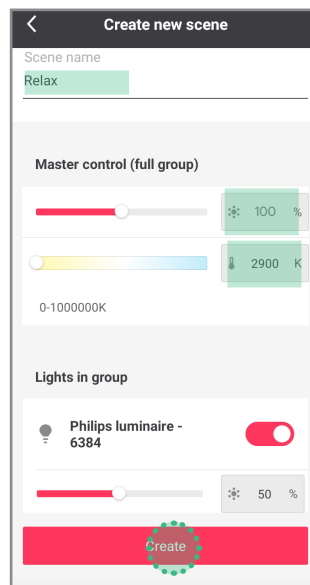 Create new scene
Scene name
Relax
Master control (full group)
100 %
2900 K
0-1000000K
Lights in group
Philips luminaire -
6384
50 %
Create